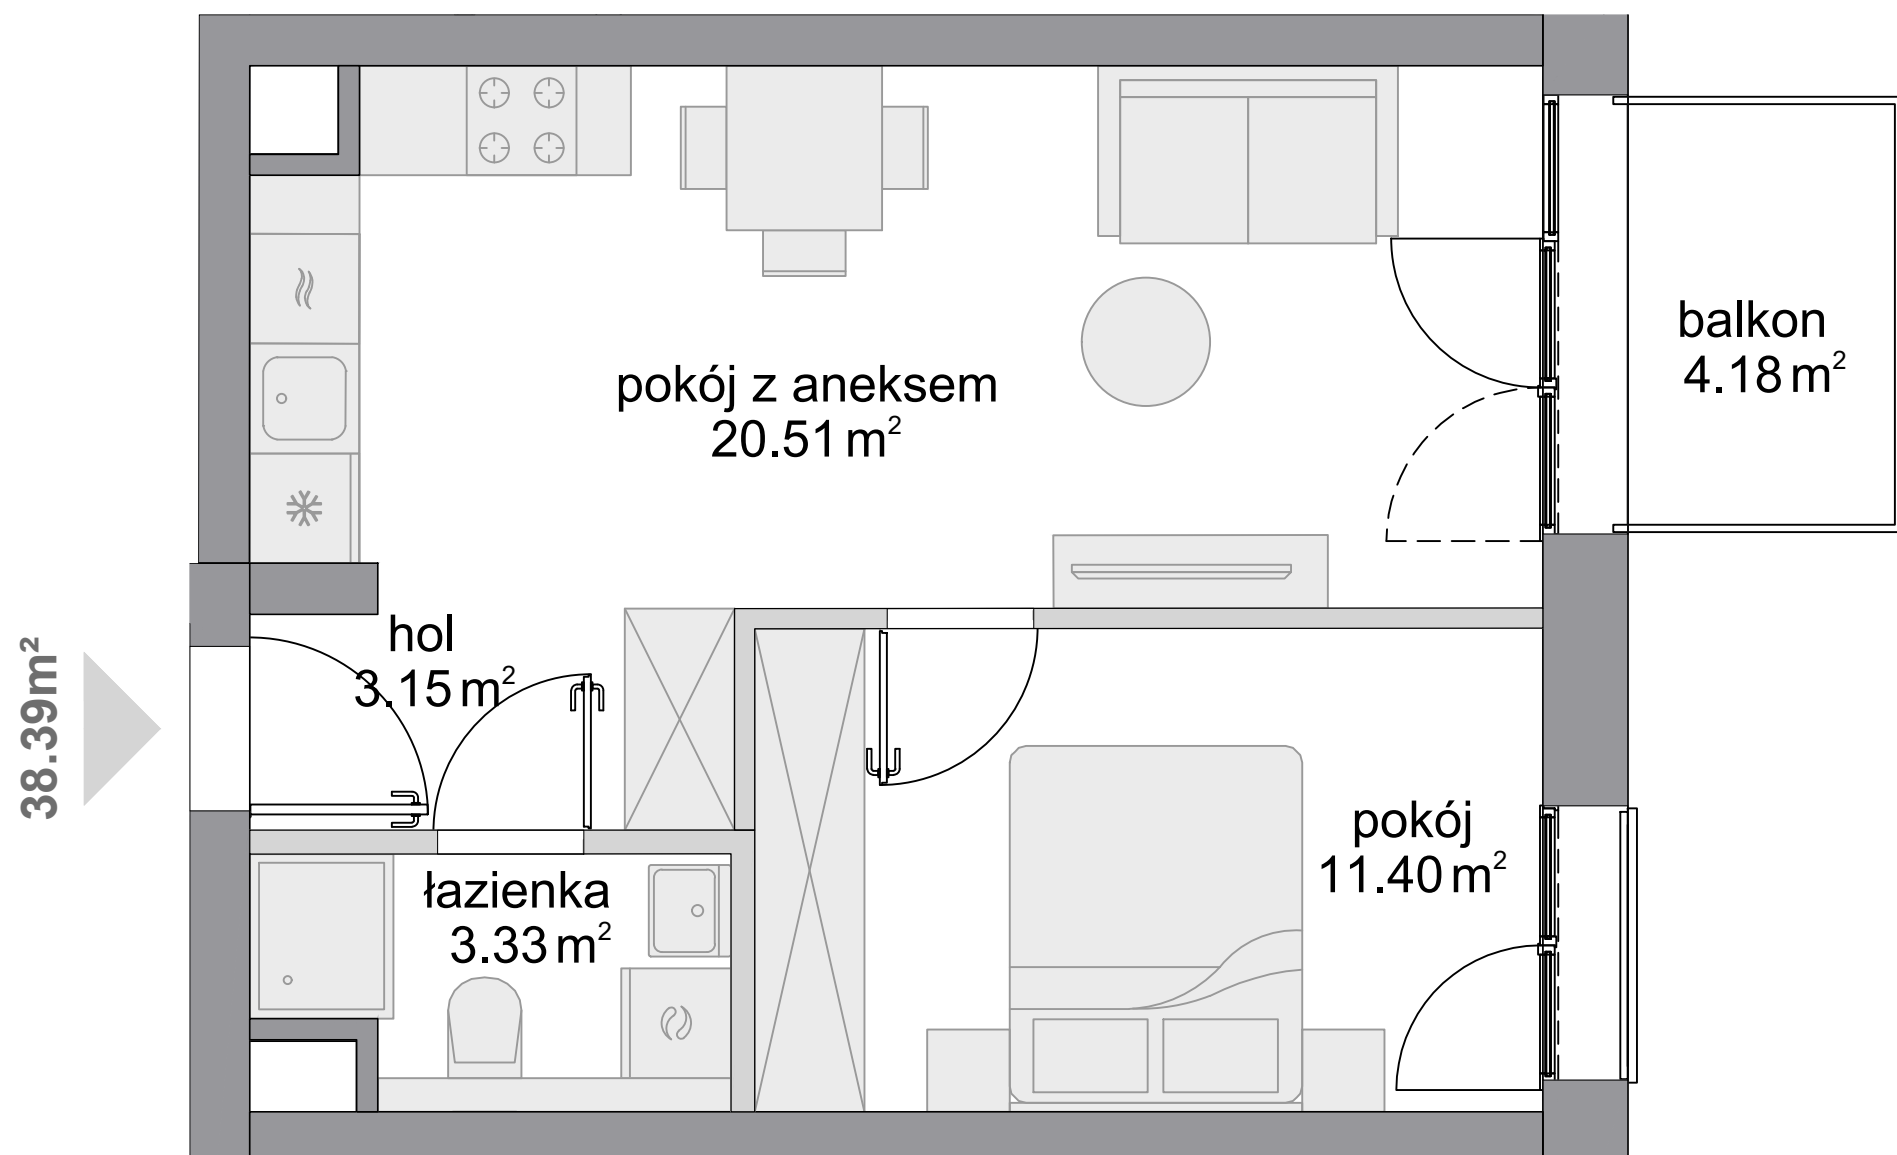 balkon
4.18 m²
pokój z aneksem
20.51 m²
hol
3.15 m²
38.39m²
pokój
11.40 m²
łazienka
3.33 m²